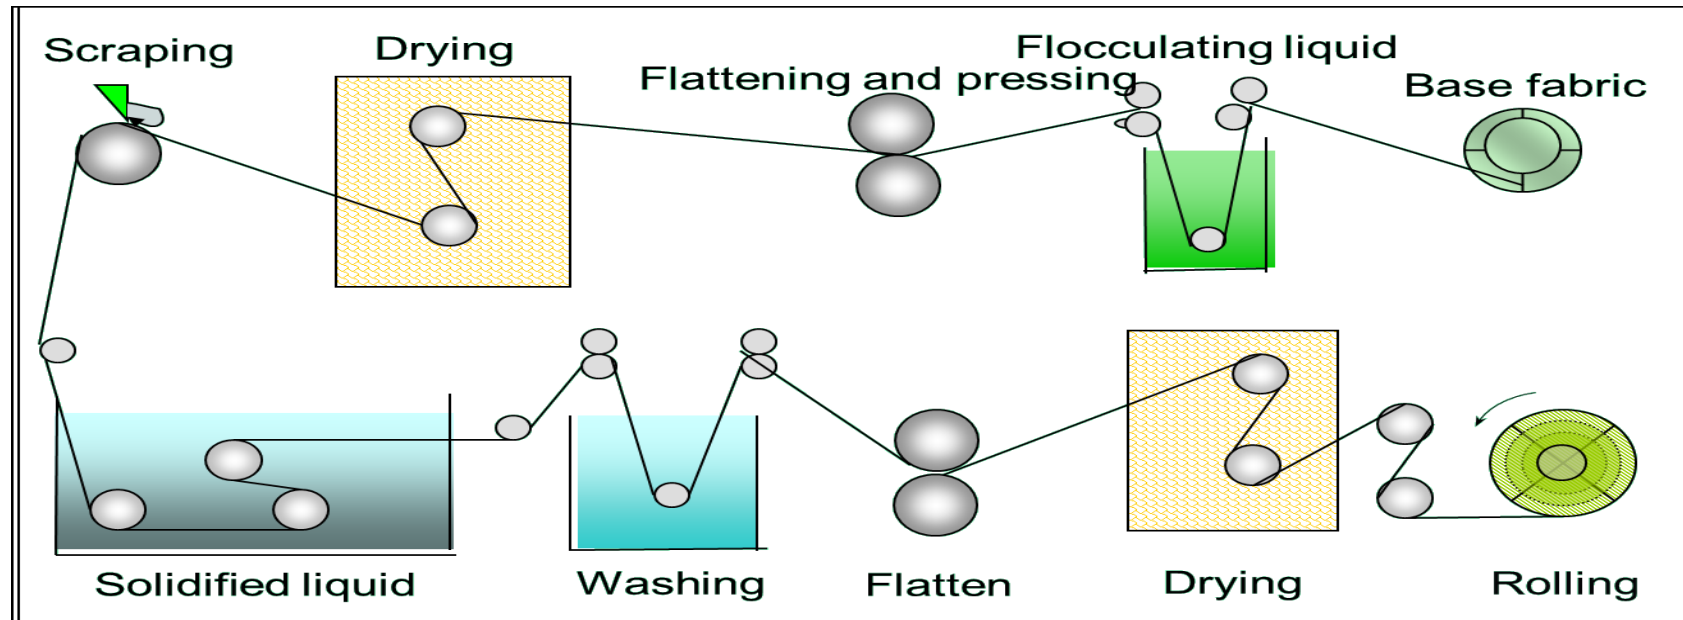 Scraping
Drying
Flattening and pressing
Flocculating liquid
Base fabric
Solidified liquid
Washing
Flatten
Drying
Rolling